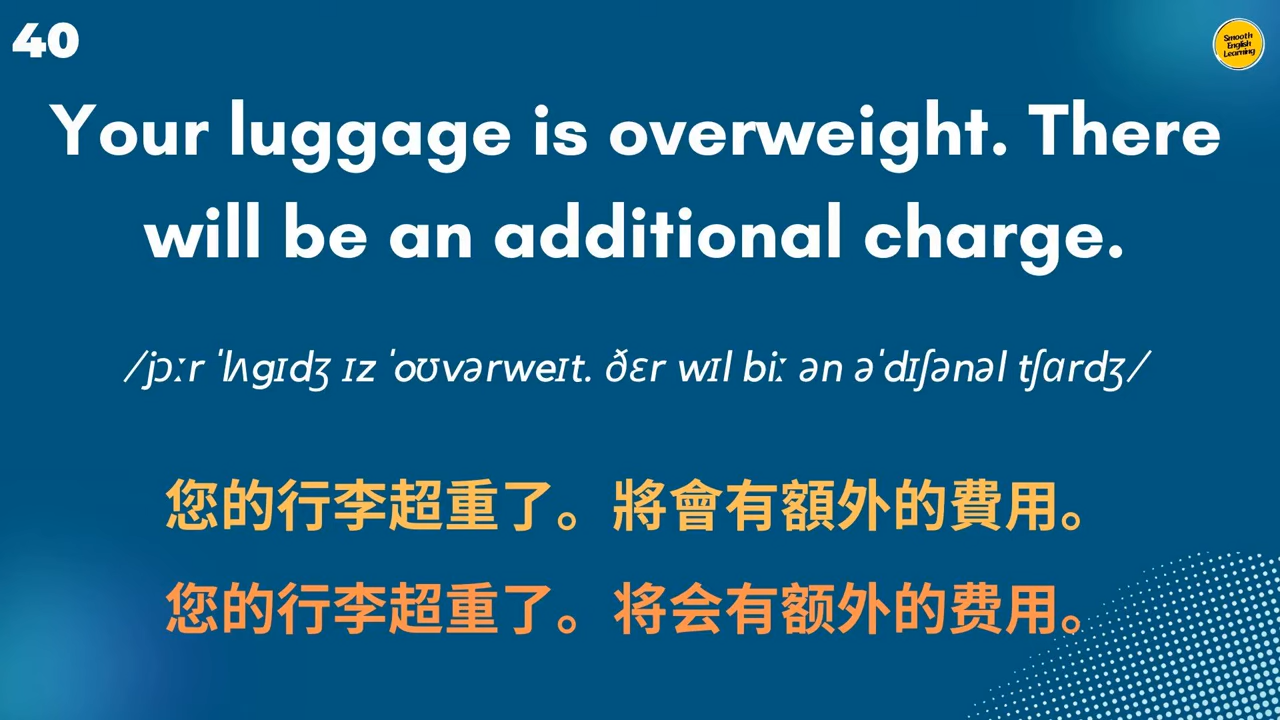 40
Smooth
English
Learning
Your luggage is overweight. There
will be an additional charge.
/jɔːr ˈlʌgɪdʒ ɪz ˈoʊvərweɪt. ðɛr wɪl biː ən əˈdɪʃənəl tʃɑrdʒ/
您的行李超重了。將會有額外的費用。
您的行李超重了。将会有额外的费用。